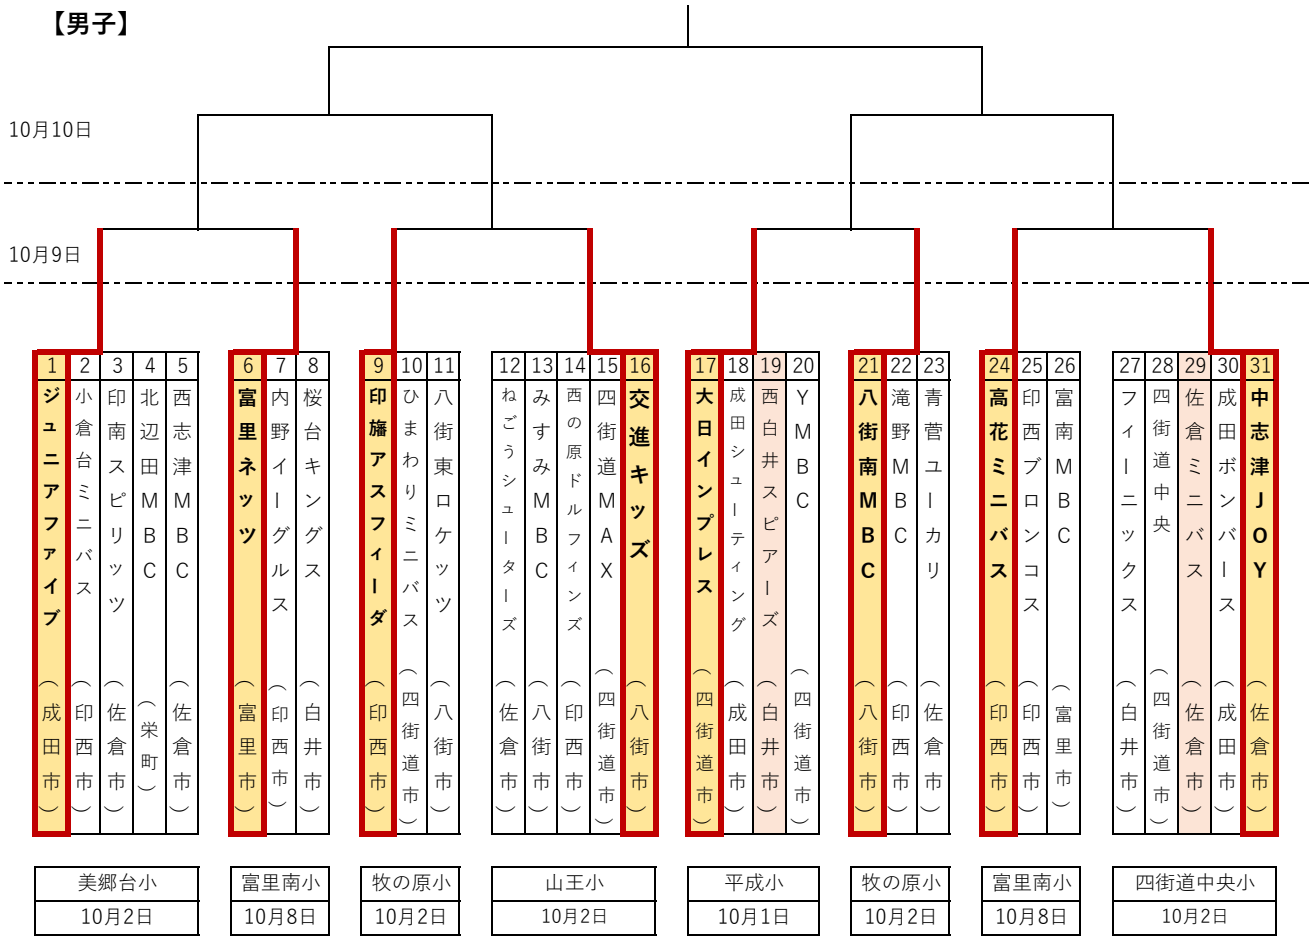 【男子】
10月10日
10月9日
1
ジュニアファイブ
（成田市）
2
小倉台ミニバス
（印西市）
3
印南スピリッツ
（佐倉市）
4
北辺田MBC
（栄町）
5
西志津MBC
（佐倉市）
6
富里ネッツ
（富里市）
7
内野イーグルス
（印西市）
8
桜台キングス
（白井市）
9
印旛アスフィーダ
（印西市）
10
ひまわりミニバス
（四街道市）
11
八街東ロケッツ
（八街市）
12
ねごうシューターズ
（佐倉市）
13
みすみMBC
（八街市）
14
西の原ドルフィンズ
（印西市）
15
四街道MAX
（四街道市）
16
交進キッズ
（八街市）
17
大日インプレス
（四街道市）
18
成田シューティング
（成田市）
19
西白井スピアーズ
（白井市）
20
YMBC
（四街道市）
21
八街南MBC
（八街市）
22
滝野MBC
（印西市）
23
青菅ユーカリ
（佐倉市）
24
高花ミニバス
（印西市）
25
印西ブロンコス
（印西市）
26
富南MBC
（富里市）
27
フィーニックス
（白井市）
28
四街道中央
（四街道市）
29
佐倉ミニバス
（佐倉市）
30
成田ボンバース
（成田市）
31
中志津JOY
（佐倉市）
美郷台小
10月2日
富里南小
10月8日
牧の原小
10月2日
山王小
10月2日
平成小
10月1日
牧の原小
10月2日
富里南小
10月8日
四街道中央小
10月2日